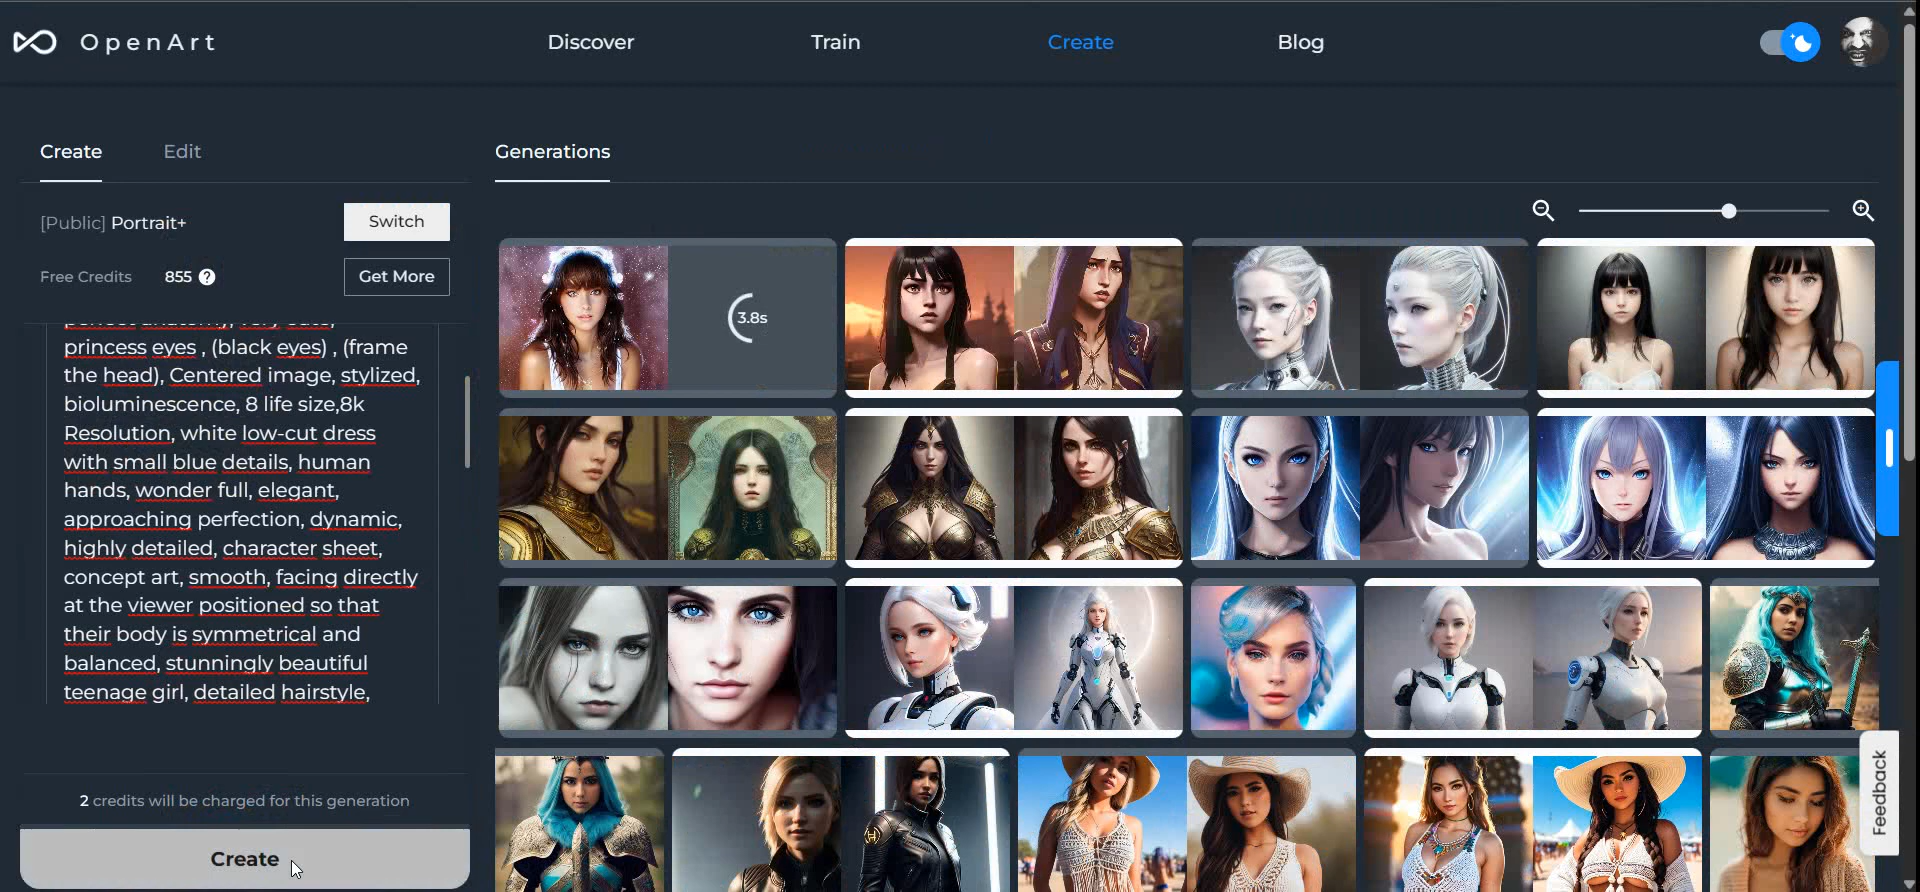 OpenArt
Discover
Train
Create
Blog
Create
Edit
Generations
[Public] Portrait+
Switch
Free Credits
855
?
Get More
3.8s
princess eyes , (black eyes) , (frame
the head), Centered image, stylized,
bioluminescence, 8 life size,8k
Resolution, white low-cut dress
with small blue details, human
hands, wonder full, elegant,
approaching perfection, dynamic,
highly detailed, character sheet,
concept art, smooth, facing directly
at the viewer positioned so that
their body is symmetrical and
balanced, stunningly beautiful
teenage girl, detailed hairstyle,
2 credits will be charged for this generation
Create
Feedback